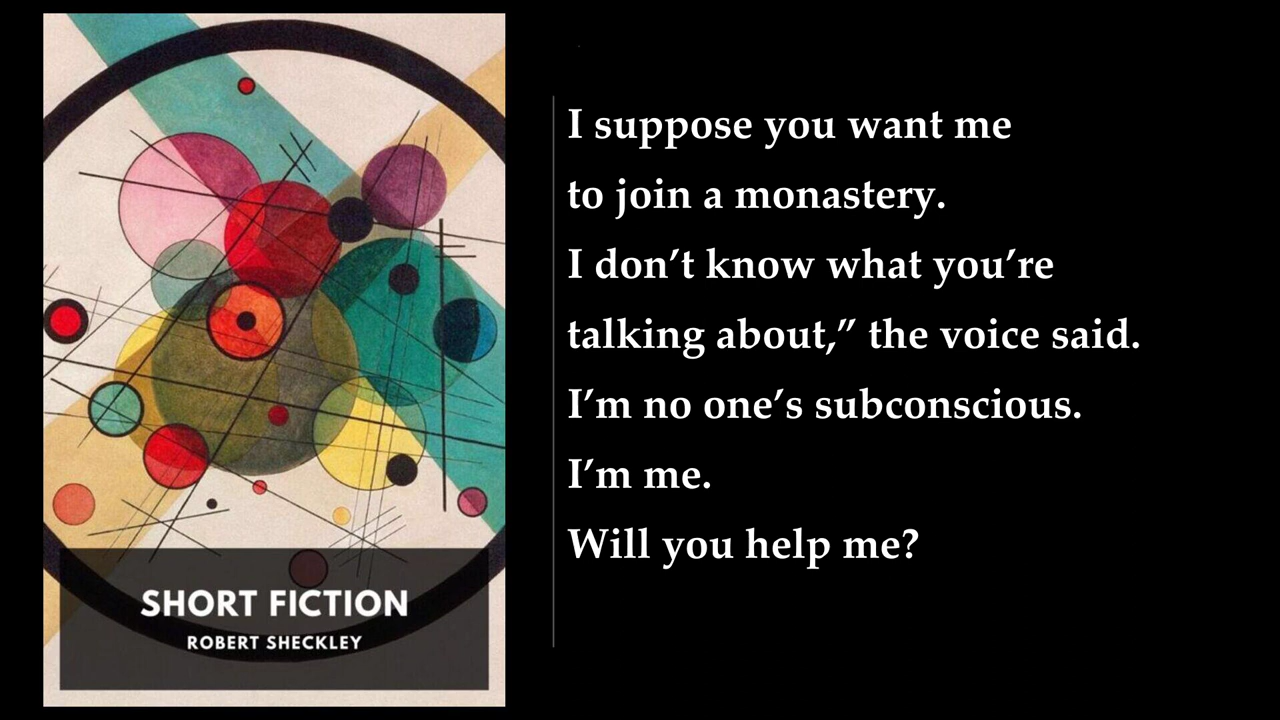 SHORT FICTION
ROBERT SHECKLEY
I suppose you want me
to join a monastery.
I don’t know what you’re
talking about,” the voice said.
I’m no one’s subconscious.
I’m me.
Will you help me?